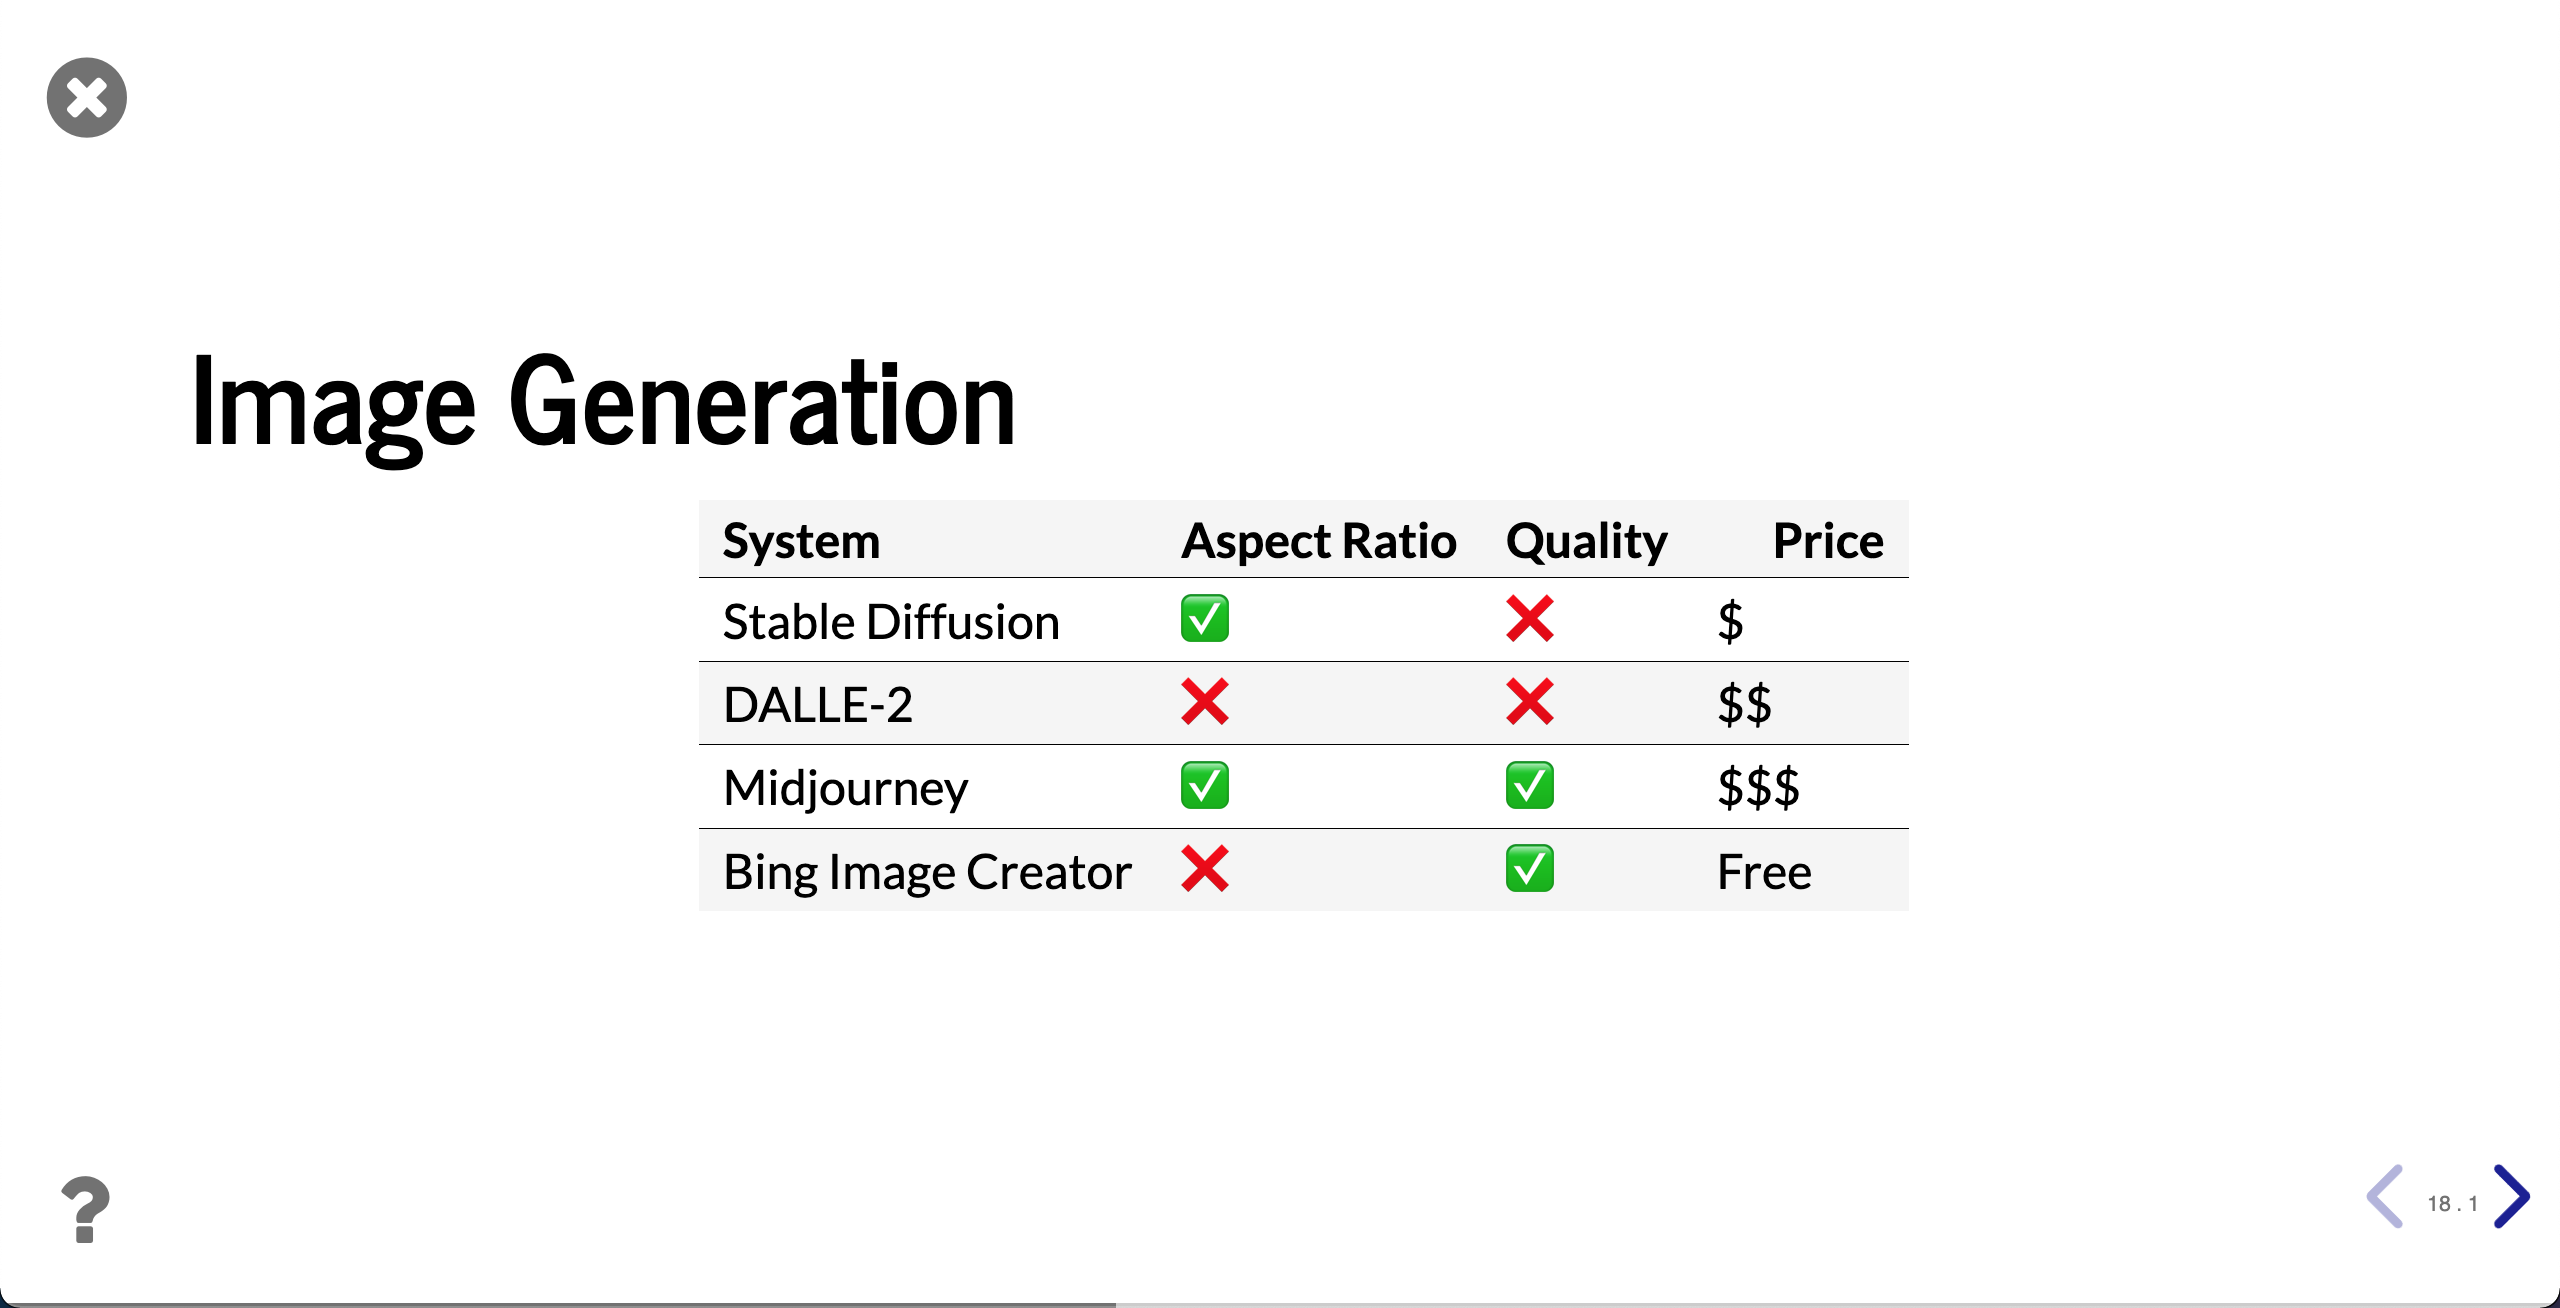 Image Generation
System Aspect Ratio Quality Price
Stable Diffusion ✅ ❌ $
DALLE-2 ❌ ❌ $$
Midjourney ✅ ✅ $$$
Bing Image Creator ❌ ✅ Free
?
18 . 1